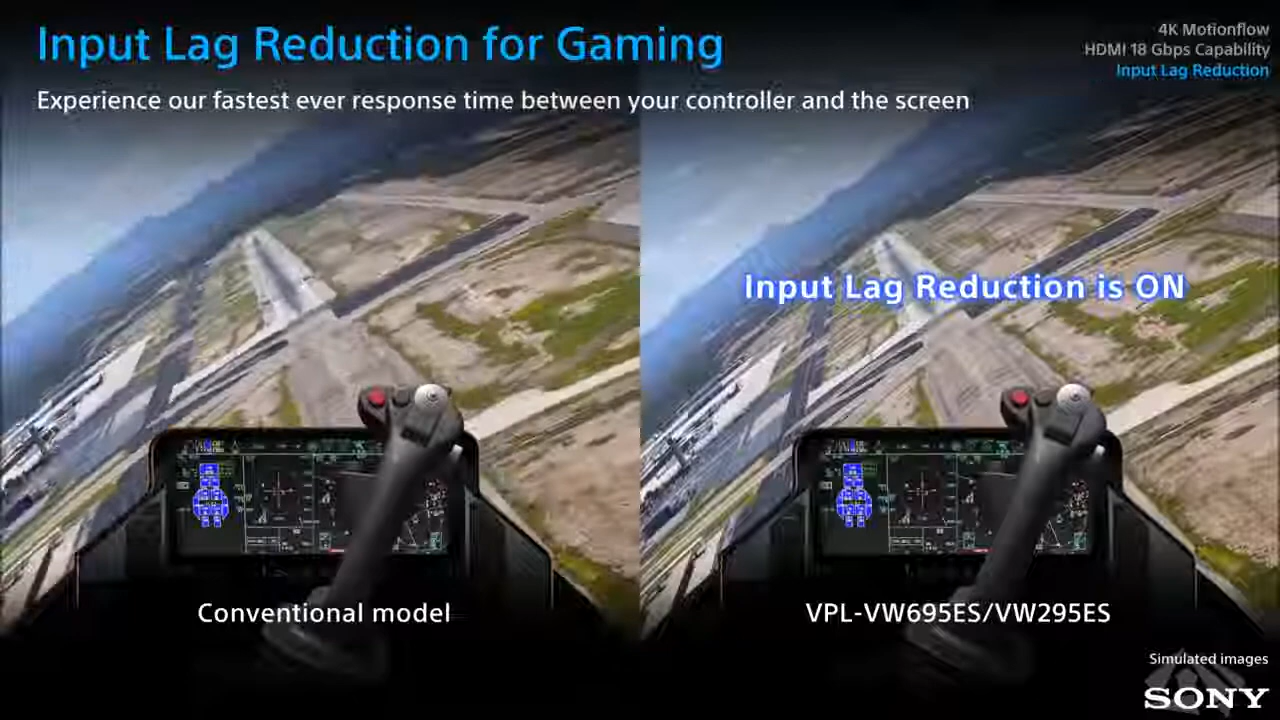 Input Lag Reduction for Gaming
4K Motionflow
HDMI 18 Gbps Capability
Input Lag Reduction
Experience our fastest ever response time between your controller and the screen
Input Lag Reduction is ON
Conventional model
VPL-VW695ES/VW295ES
Simulated images
SONY